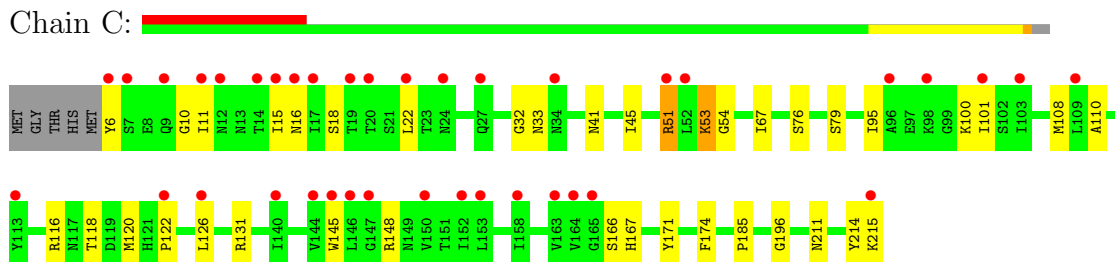 Chain C:
MET GLY THR HIS MET Y6 S7 E8 Q9 G10 I11 N12 N13 T14 I15 N16 I17 S18 T19 T20 S21 L22 T23 N24 Q27 G32 N33 N34 N41 I45 R51 L52 K53 G54 I67 S76 S79 I95 A96 E97 K98 G99 K100 I101 S102 I103 M108 L109 A110
Y113 R116 N117 T118 D119 M120 H121 P122 L126 R131 I140 V144 W145 L146 G147 R148 N149 V150 T151 I152 L153 I158 V163 V164 G165 S166 H167 Y171 F174 P185 G196 N211 Y214 K215